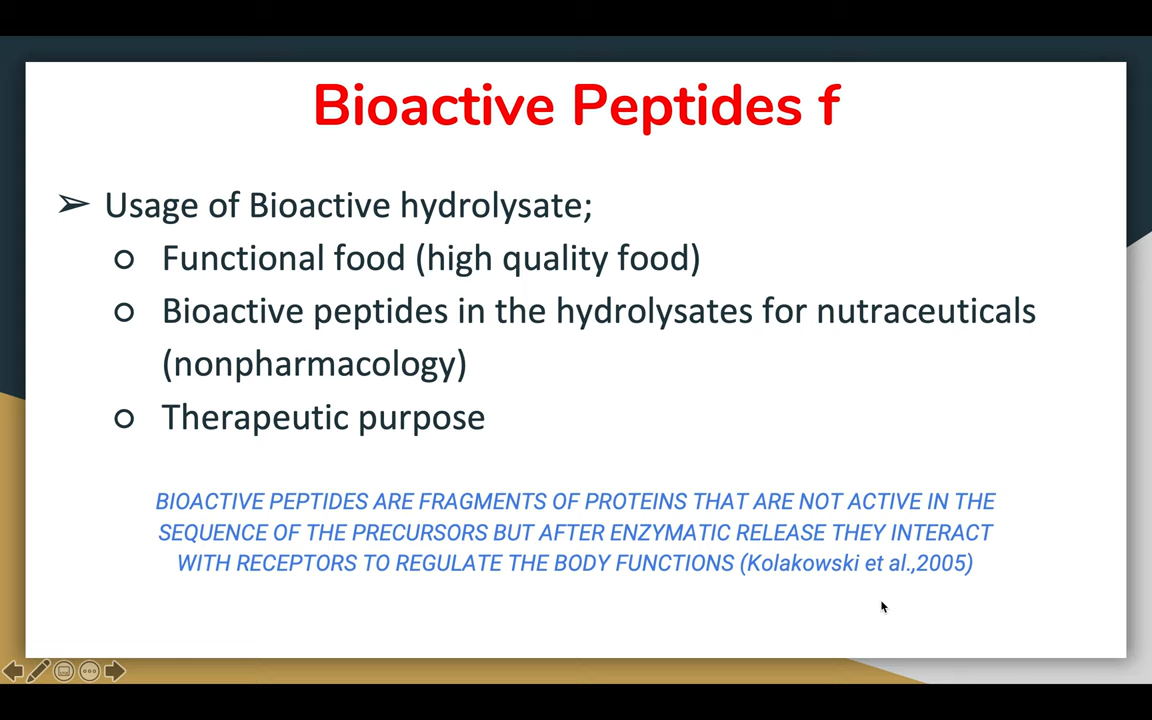 Bioactive Peptides f
➢ Usage of Bioactive hydrolysate;
○ Functional food (high quality food)
○ Bioactive peptides in the hydrolysates for nutraceuticals
(nonpharmacology)
○ Therapeutic purpose
BIOACTIVE PEPTIDES ARE FRAGMENTS OF PROTEINS THAT ARE NOT ACTIVE IN THE
SEQUENCE OF THE PRECURSORS BUT AFTER ENZYMATIC RELEASE THEY INTERACT
WITH RECEPTORS TO REGULATE THE BODY FUNCTIONS (Kolakowski et al.,2005)